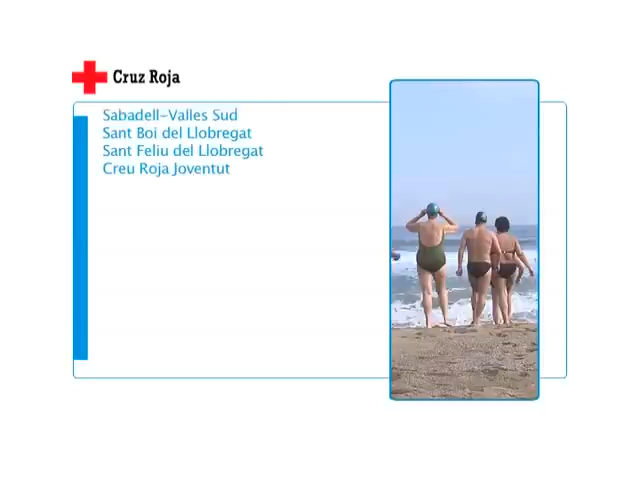 Cruz Roja
Sabadell-Valles Sud
Sant Boi del Llobregat
Sant Feliu del Llobregat
Creu Roja Joventut